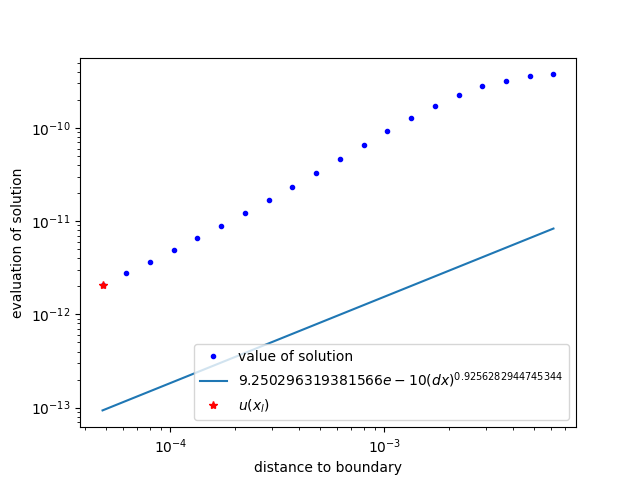 10⁻¹⁰
10⁻¹¹
10⁻¹²
10⁻¹³
evaluation of solution
value of solution
9.250296319381566e − 10(dx)^0.9256282944745344
u(x_l)
10⁻⁴
10⁻³
distance to boundary